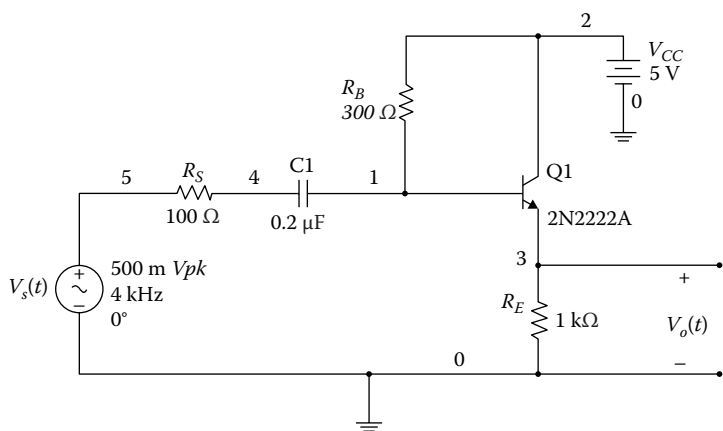 2
V_CC
5 V
0
R_B
300 Ω
5
R_S
100 Ω
4
C1
0.2 μF
1
Q1
2N2222A
V_s(t)
+
−
500 m Vpk
4 kHz
0°
3
R_E
1 kΩ
+
V_o(t)
−
0